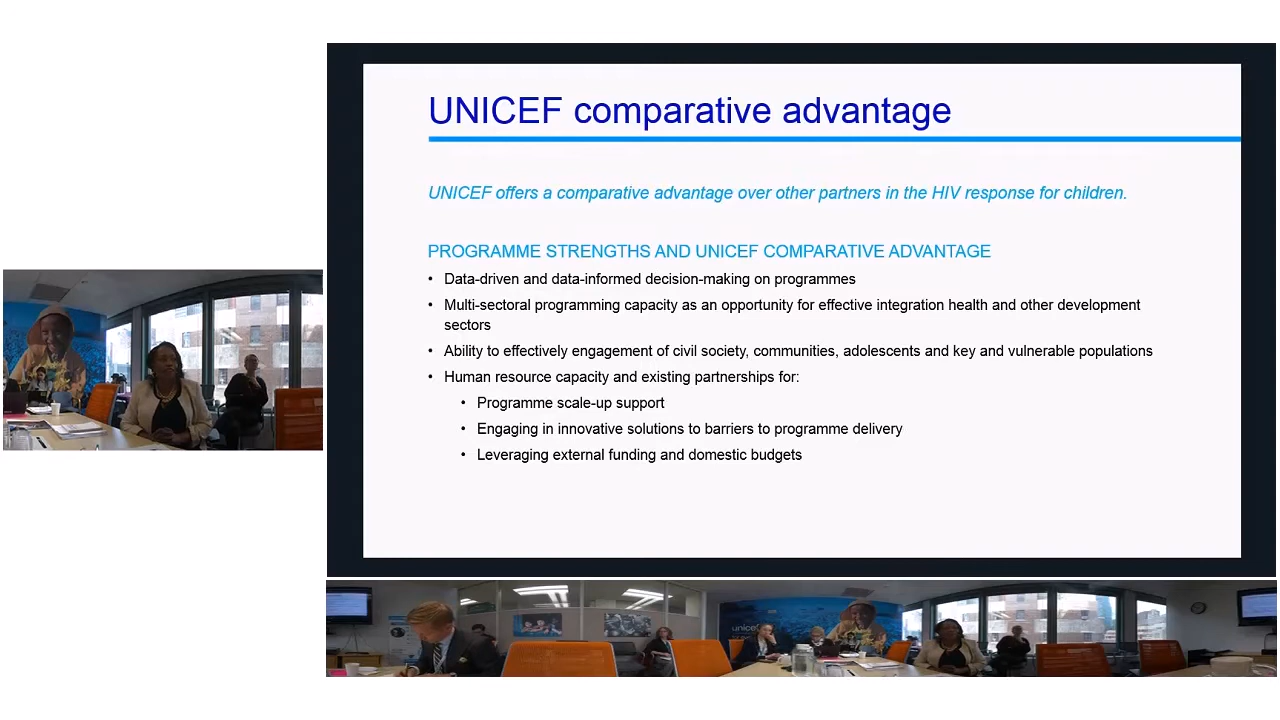 UNICEF comparative advantage
UNICEF offers a comparative advantage over other partners in the HIV response for children.
PROGRAMME STRENGTHS AND UNICEF COMPARATIVE ADVANTAGE
• Data-driven and data-informed decision-making on programmes
• Multi-sectoral programming capacity as an opportunity for effective integration health and other development
sectors
• Ability to effectively engagement of civil society, communities, adolescents and key and vulnerable populations
• Human resource capacity and existing partnerships for:
• Programme scale-up support
• Engaging in innovative solutions to barriers to programme delivery
• Leveraging external funding and domestic budgets
unicef